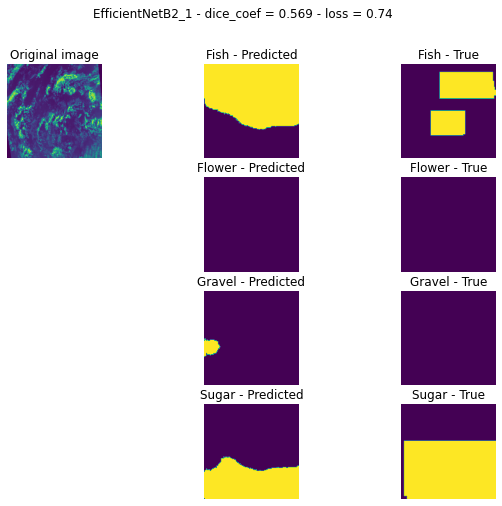 EfficientNetB2_1 - dice_coef = 0.569 - loss = 0.74
Original image
Fish - Predicted
Fish - True
Flower - Predicted
Flower - True
Gravel - Predicted
Gravel - True
Sugar - Predicted
Sugar - True